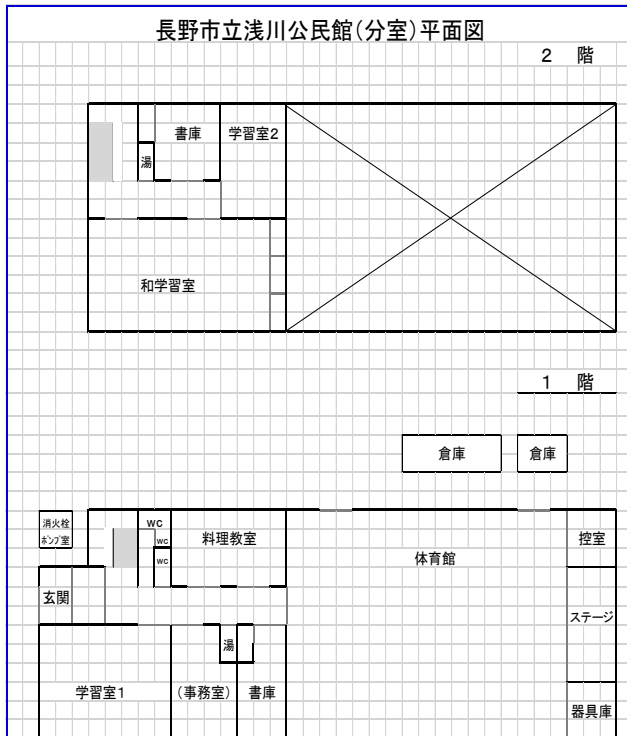 長野市立浅川公民館(分室)平面図
2 階
書庫
学習室2
湯
和学習室
1 階
倉庫
倉庫
消火栓
ポンプ室
WC
WC
WC
料理教室
体育館
控室
玄関
ステージ
湯
学習室1
(事務室)
書庫
器具庫